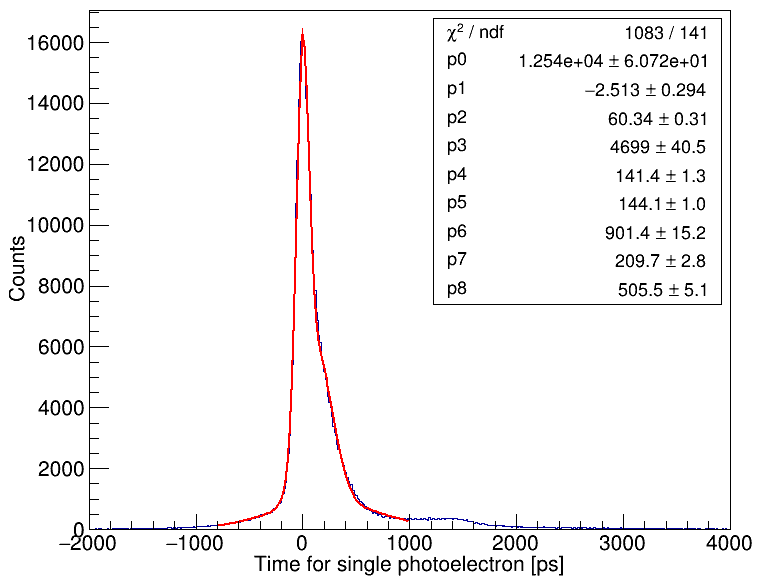 χ² / ndf 1083 / 141
p0 1.254e+04 ± 6.072e+01
p1 −2.513 ± 0.294
p2 60.34 ± 0.31
p3 4699 ± 40.5
p4 141.4 ± 1.3
p5 144.1 ± 1.0
p6 901.4 ± 15.2
p7 209.7 ± 2.8
p8 505.5 ± 5.1
16000
14000
12000
10000
8000
6000
4000
2000
0
Counts
−2000 −1000 0 1000 2000 3000 4000
Time for single photoelectron [ps]